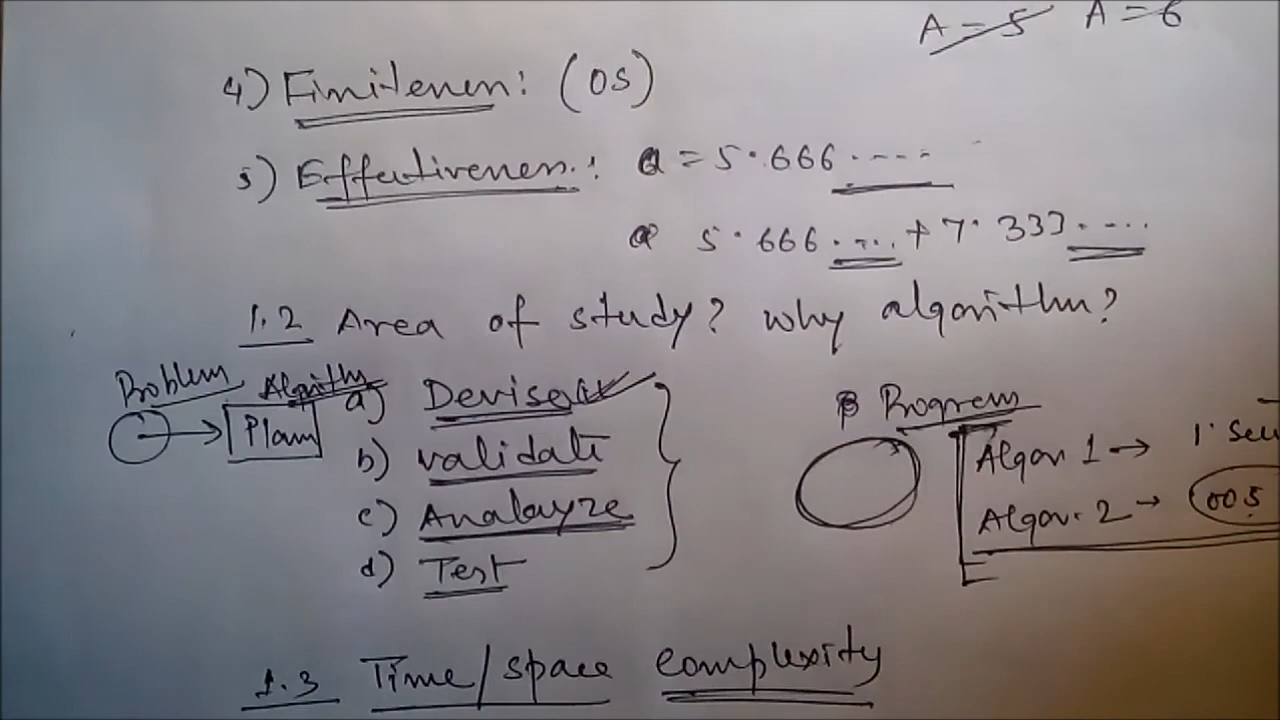 A = 5 A = 6
4) Finiteness: (OS)
5) Effectiveness: a = 5.666.....
a 5.666.... + 7.333.....
1.2 Area of study? why algorithm?
Problem Algorithm
Plan
a) Devise
b) validate
c) Analayze
d) Test
Program
Algor 1 → 1 Sec
Algor. 2 → 005
1.3 Time/space complexity